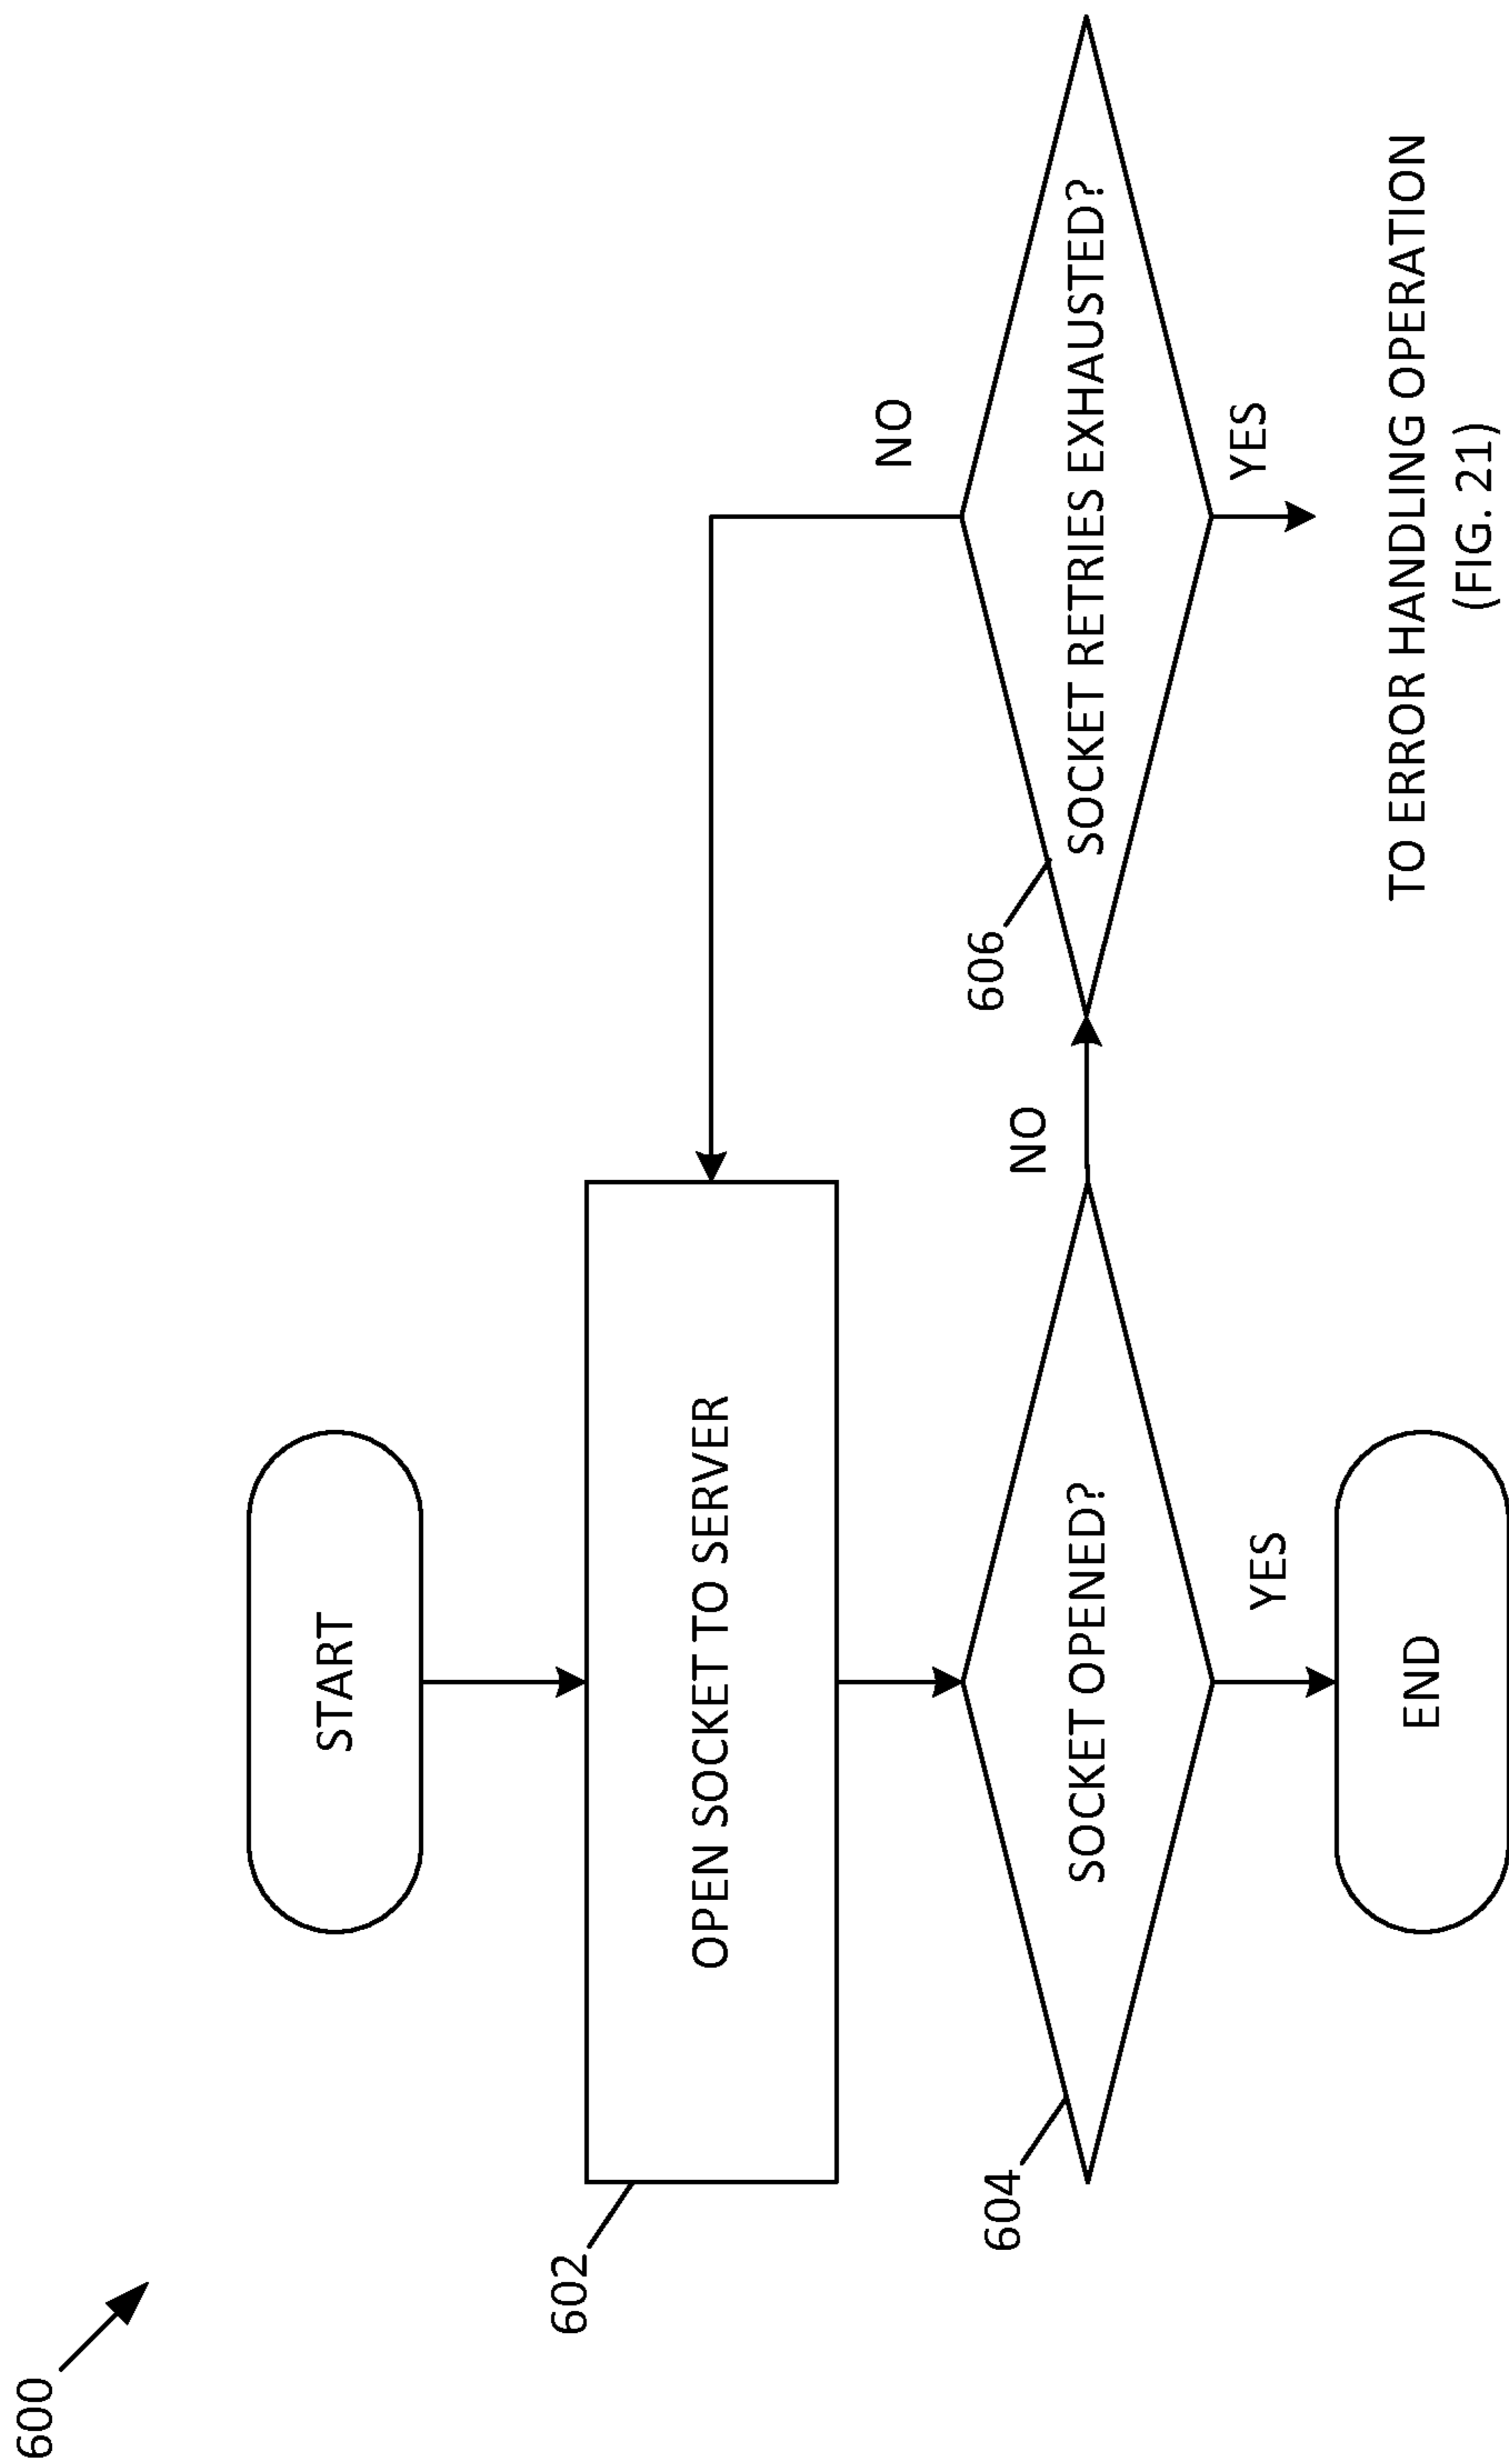 600
START
602
OPEN SOCKET TO SERVER
NO
604
SOCKET OPENED?
NO
606
SOCKET RETRIES EXHAUSTED?
YES
YES
END
TO ERROR HANDLING OPERATION
(FIG. 21)